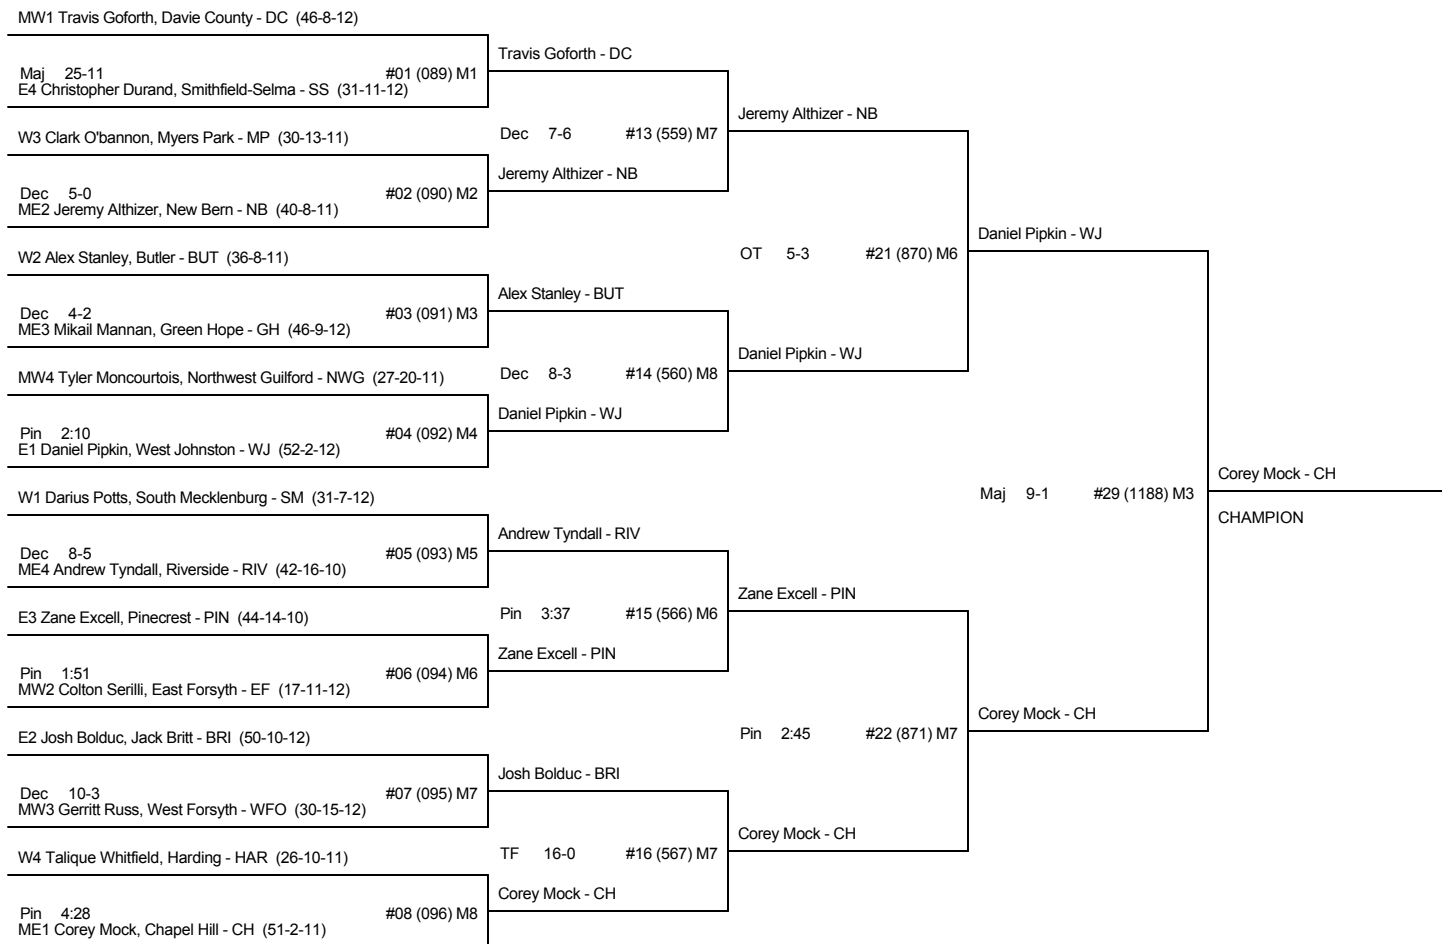 MW1 Travis Goforth, Davie County - DC (46-8-12)
Travis Goforth - DC
Maj 25-11 #01 (089) M1
E4 Christopher Durand, Smithfield-Selma - SS (31-11-12)
Jeremy Althizer - NB
W3 Clark O'bannon, Myers Park - MP (30-13-11)
Dec 7-6 #13 (559) M7
Jeremy Althizer - NB
Dec 5-0 #02 (090) M2
ME2 Jeremy Althizer, New Bern - NB (40-8-11)
Daniel Pipkin - WJ
W2 Alex Stanley, Butler - BUT (36-8-11)
OT 5-3 #21 (870) M6
Alex Stanley - BUT
Dec 4-2 #03 (091) M3
ME3 Mikail Mannan, Green Hope - GH (46-9-12)
Daniel Pipkin - WJ
MW4 Tyler Moncourtois, Northwest Guilford - NWG (27-20-11)
Dec 8-3 #14 (560) M8
Daniel Pipkin - WJ
Pin 2:10 #04 (092) M4
E1 Daniel Pipkin, West Johnston - WJ (52-2-12)
Corey Mock - CH
W1 Darius Potts, South Mecklenburg - SM (31-7-12)
Maj 9-1 #29 (1188) M3
CHAMPION
Andrew Tyndall - RIV
Dec 8-5 #05 (093) M5
ME4 Andrew Tyndall, Riverside - RIV (42-16-10)
Zane Excell - PIN
E3 Zane Excell, Pinecrest - PIN (44-14-10)
Pin 3:37 #15 (566) M6
Zane Excell - PIN
Pin 1:51 #06 (094) M6
MW2 Colton Serilli, East Forsyth - EF (17-11-12)
Corey Mock - CH
E2 Josh Bolduc, Jack Britt - BRI (50-10-12)
Pin 2:45 #22 (871) M7
Josh Bolduc - BRI
Dec 10-3 #07 (095) M7
MW3 Gerritt Russ, West Forsyth - WFO (30-15-12)
Corey Mock - CH
W4 Talique Whitfield, Harding - HAR (26-10-11)
TF 16-0 #16 (567) M7
Corey Mock - CH
Pin 4:28 #08 (096) M8
ME1 Corey Mock, Chapel Hill - CH (51-2-11)